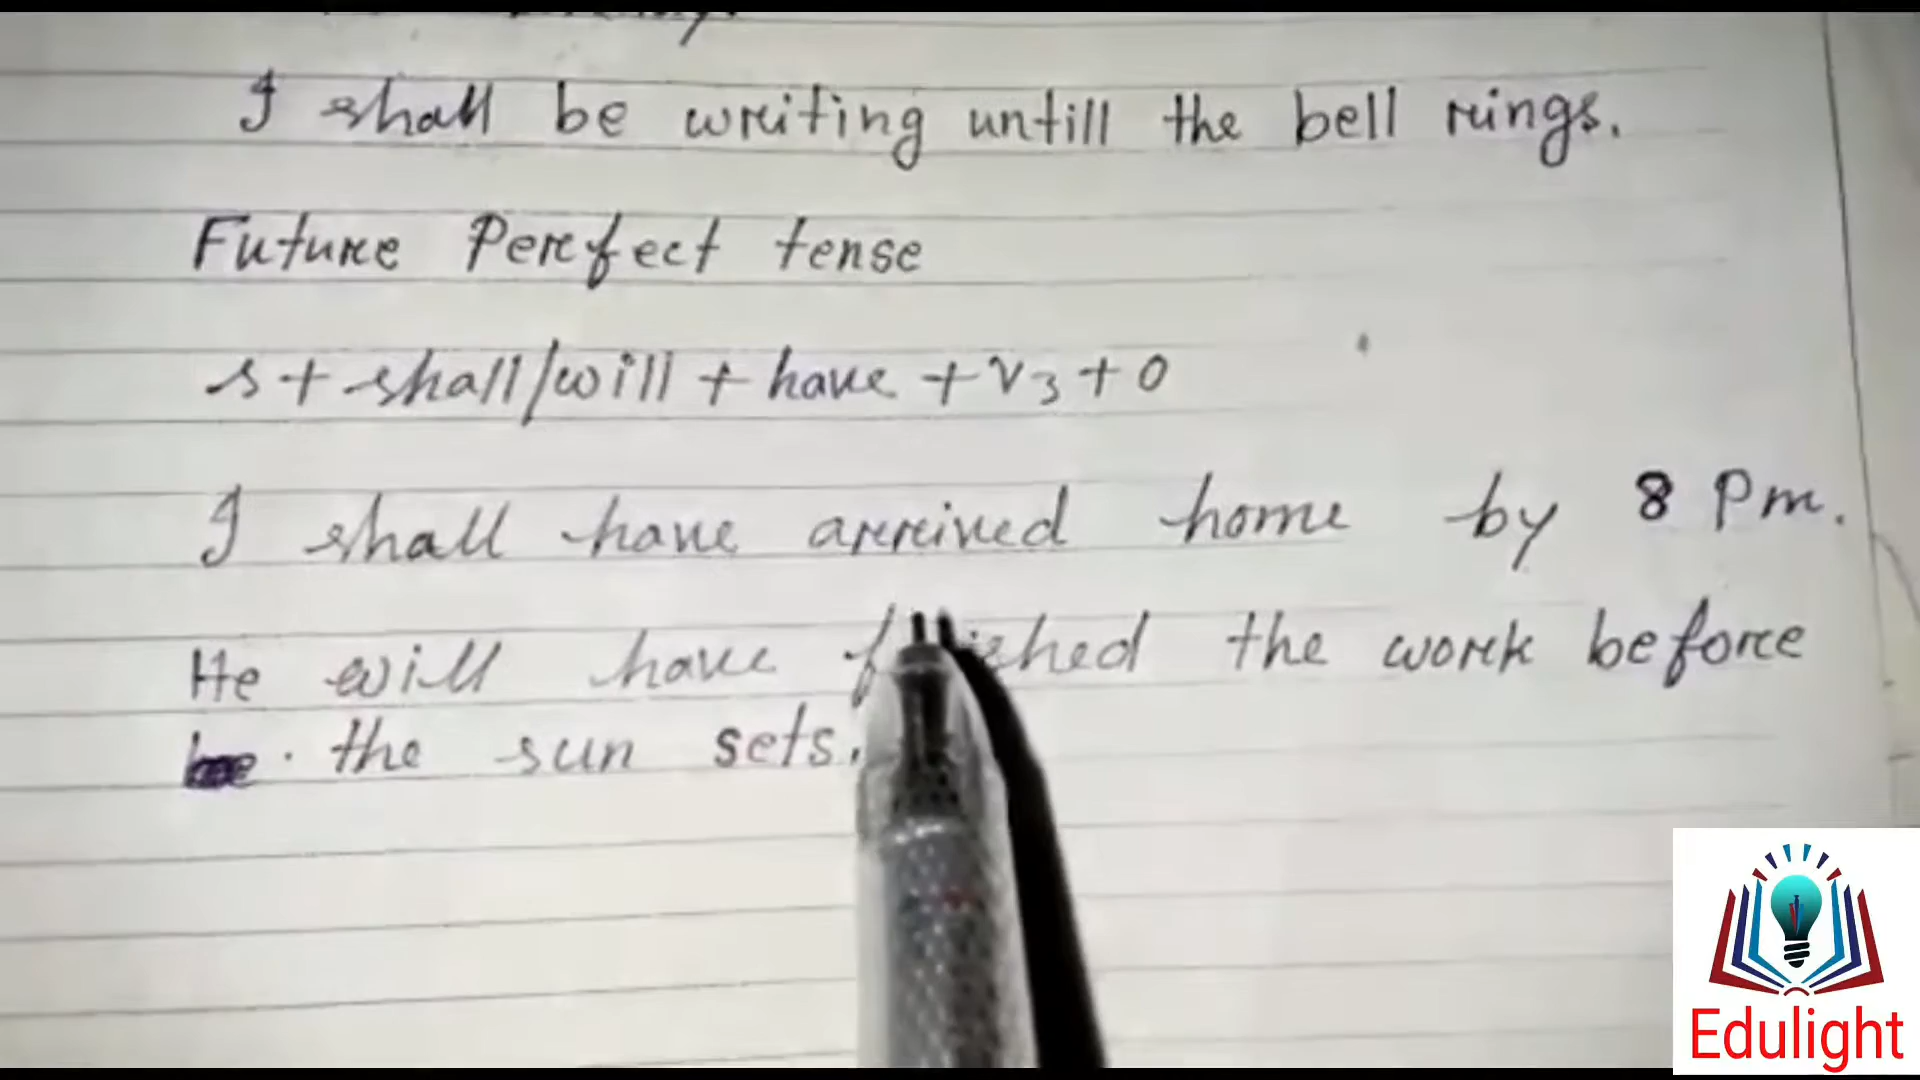 I shall be writing untill the bell rings.
Future Perfect tense
s + shall/will + have + v3 + o
I shall have arrived home by 8 Pm.
He will have the work before
the sun sets.
Edulight